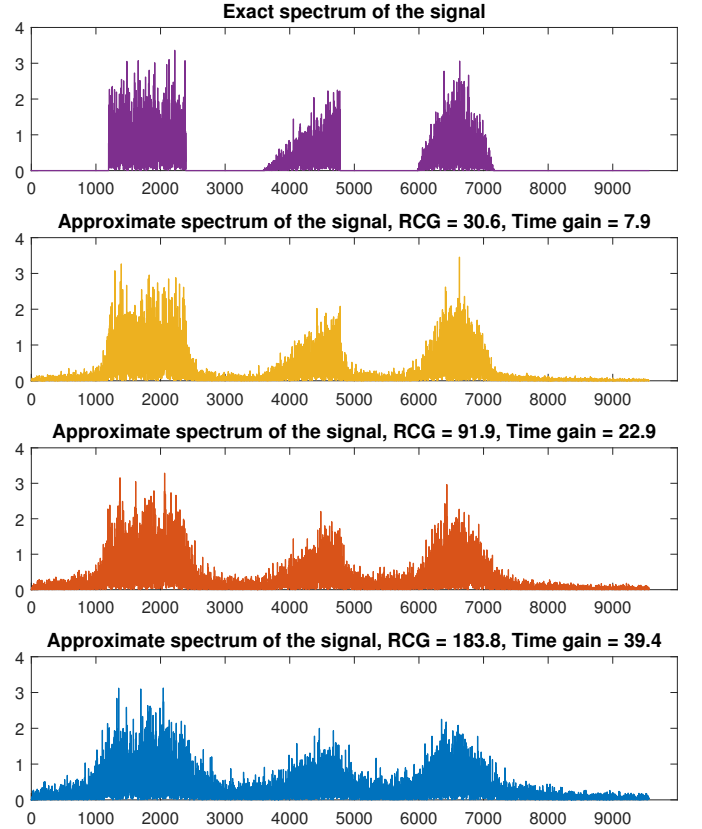 Exact spectrum of the signal
4
3
2
1
0
0 1000 2000 3000 4000 5000 6000 7000 8000 9000
Approximate spectrum of the signal, RCG = 30.6, Time gain = 7.9
4
3
2
1
0
0 1000 2000 3000 4000 5000 6000 7000 8000 9000
Approximate spectrum of the signal, RCG = 91.9, Time gain = 22.9
4
3
2
1
0
0 1000 2000 3000 4000 5000 6000 7000 8000 9000
Approximate spectrum of the signal, RCG = 183.8, Time gain = 39.4
4
3
2
1
0
0 1000 2000 3000 4000 5000 6000 7000 8000 9000